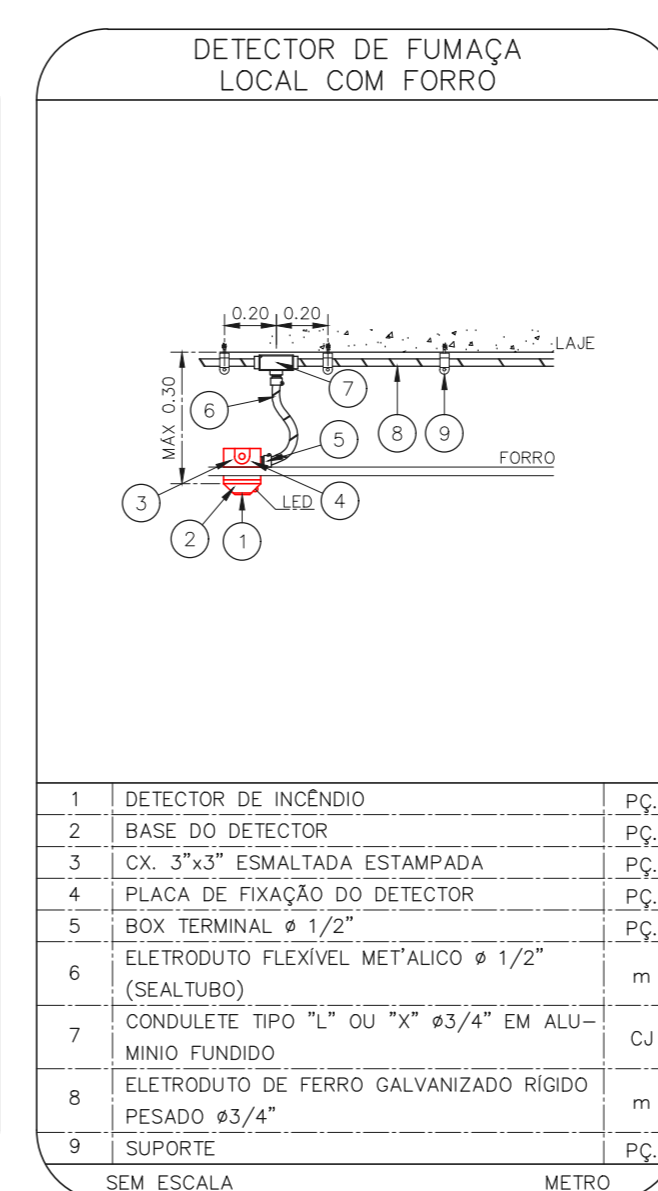 DETECTOR DE FUMAÇA
LOCAL COM FORRO
0.20 0.20
LAJE
MÁX 0.30
7
6
5
8
9
FORRO
3
LED
4
2
1
1 DETECTOR DE INCÊNDIO PÇ.
2 BASE DO DETECTOR PÇ.
3 CX. 3"x3" ESMALTADA ESTAMPADA PÇ.
4 PLACA DE FIXAÇÃO DO DETECTOR PÇ.
5 BOX TERMINAL ø 1/2" PÇ.
6 ELETRODUTO FLEXÍVEL MET'ALICO ø 1/2"
(SEALTUBO) m
7 CONDULETE TIPO "L" OU "X" ø3/4" EM ALU-
MINIO FUNDIDO CJ
8 ELETRODUTO DE FERRO GALVANIZADO RÍGIDO
PESADO ø3/4" m
9 SUPORTE PÇ.
SEM ESCALA METRO